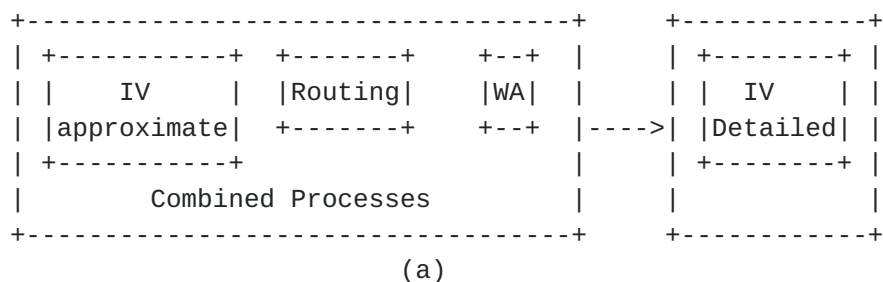 +-----------------------------------+     +------------+
| +-----------+  +-------+    +--+  |     | +--------+ |
| |    IV     |  |Routing|    |WA|  |     | |  IV    | |
| |approximate|  +-------+    +--+  |---->| |Detailed| |
| +-----------+                     |     | +--------+ |
|        Combined Processes         |     |            |
+-----------------------------------+     +------------+
                        (a)